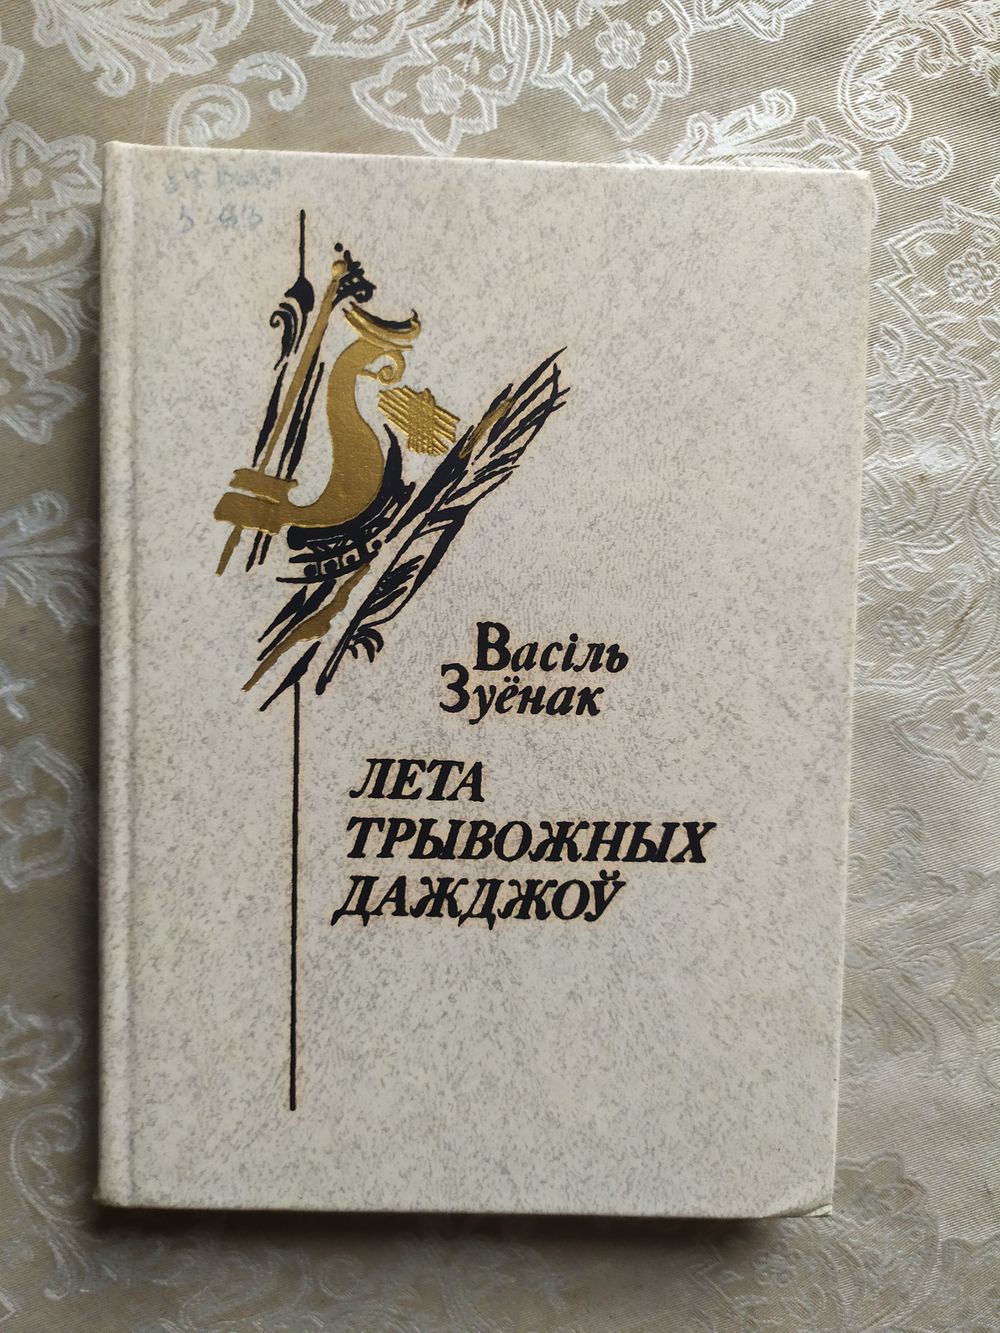 Васіль
Зуёнак
ЛЕТА
ТРЫВОЖНЫХ
ДАЖДЖОЎ